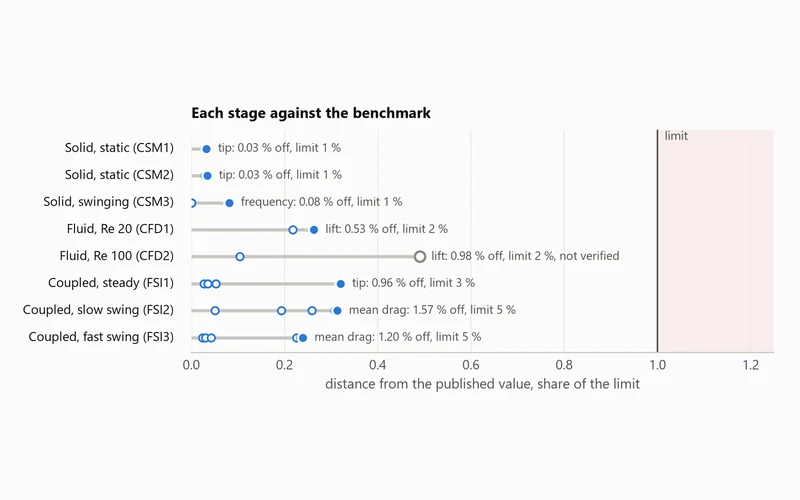 Each stage against the benchmark
limit
Solid, static (CSM1) tip: 0.03 % off, limit 1 %
Solid, static (CSM2) tip: 0.03 % off, limit 1 %
Solid, swinging (CSM3) frequency: 0.08 % off, limit 1 %
Fluid, Re 20 (CFD1) lift: 0.53 % off, limit 2 %
Fluid, Re 100 (CFD2) lift: 0.98 % off, limit 2 %, not verified
Coupled, steady (FSI1) tip: 0.96 % off, limit 3 %
Coupled, slow swing (FSI2) mean drag: 1.57 % off, limit 5 %
Coupled, fast swing (FSI3) mean drag: 1.20 % off, limit 5 %
0.0 0.2 0.4 0.6 0.8 1.0 1.2
distance from the published value, share of the limit